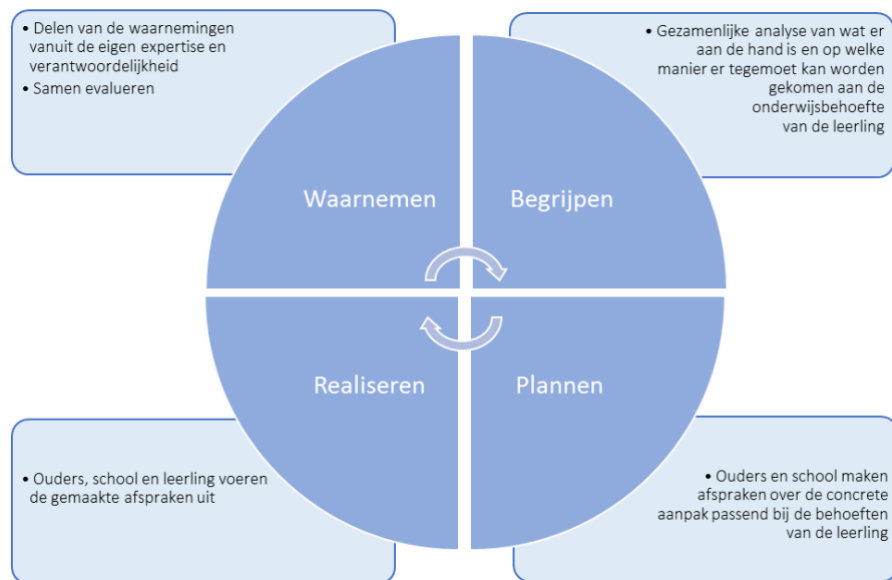 • Delen van de waarnemingen
vanuit de eigen expertise en
verantwoordelijkheid
• Samen evalueren
• Gezamenlijke analyse van wat er
aan de hand is en op welke
manier er tegemoet kan worden
gekomen aan de
onderwijsbehoefte
van de leerling
Waarnemen
Begrijpen
Realiseren
Plannen
• Ouders, school en leerling voeren
de gemaakte afspraken uit
• Ouders en school maken
afspraken over de concrete
aanpak passend bij de behoeften
van de leerling